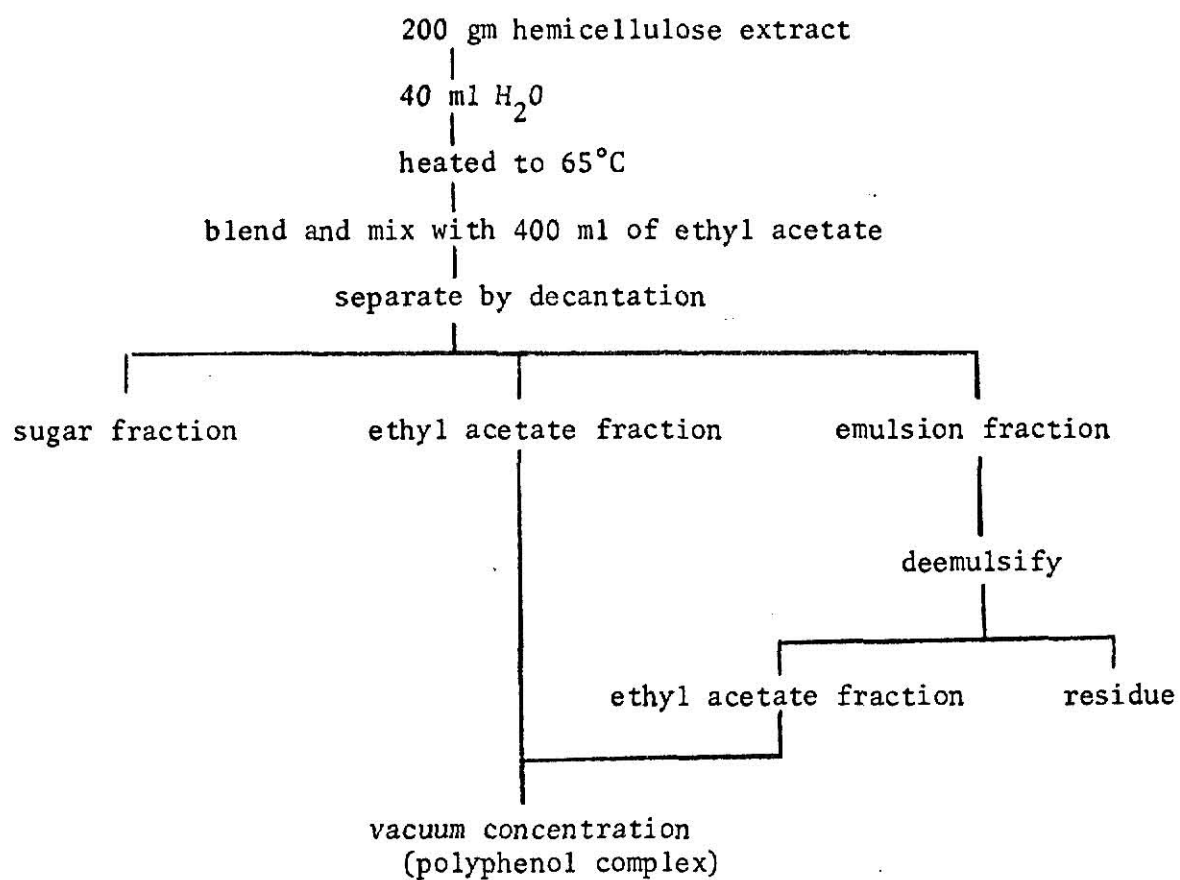 200 gm hemicellulose extract
40 ml H₂O
heated to 65°C
blend and mix with 400 ml of ethyl acetate
separate by decantation
sugar fraction
ethyl acetate fraction
emulsion fraction
deemulsify
ethyl acetate fraction
residue
vacuum concentration
(polyphenol complex)